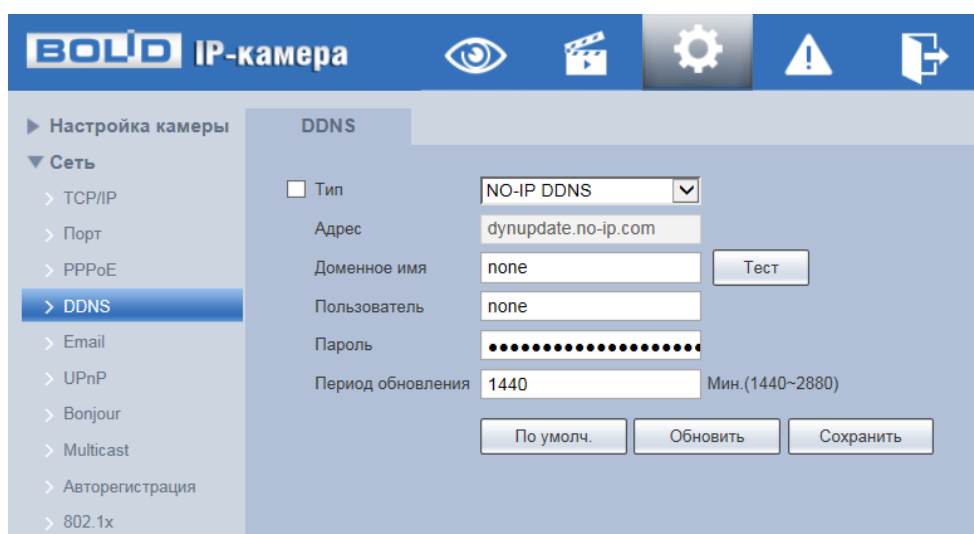 BOLID IP-камера
Настройка камеры
Сеть
TCP/IP
Порт
PPPoE
DDNS
Email
UPnP
Bonjour
Multicast
Авторегистрация
802.1x
DDNS
Тип NO-IP DDNS
Адрес dynupdate.no-ip.com
Доменное имя none Тест
Пользователь none
Пароль ••••••••••••••••••••
Период обновления 1440 Мин.(1440~2880)
По умолч. Обновить Сохранить